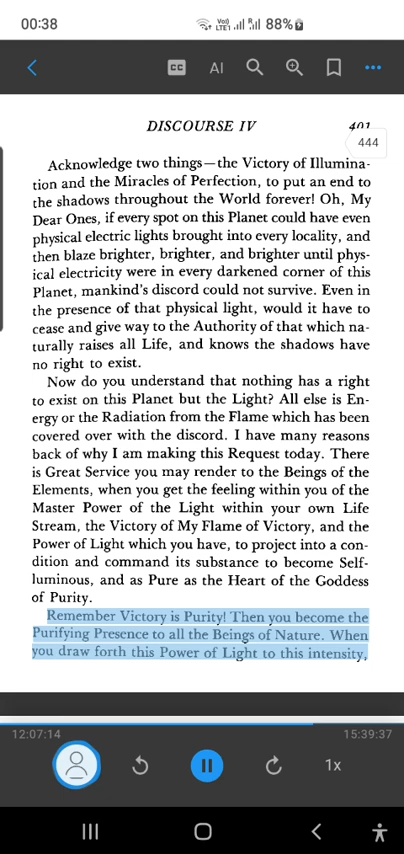 00:38
Vo) LTE1 R 88%
CC AI
DISCOURSE IV 401
444
Acknowledge two things—the Victory of Illumina-
tion and the Miracles of Perfection, to put an end to
the shadows throughout the World forever! Oh, My
Dear Ones, if every spot on this Planet could have even
physical electric lights brought into every locality, and
then blaze brighter, brighter, and brighter until phys-
ical electricity were in every darkened corner of this
Planet, mankind's discord could not survive. Even in
the presence of that physical light, would it have to
cease and give way to the Authority of that which na-
turally raises all Life, and knows the shadows have
no right to exist.
Now do you understand that nothing has a right
to exist on this Planet but the Light? All else is En-
ergy or the Radiation from the Flame which has been
covered over with the discord. I have many reasons
back of why I am making this Request today. There
is Great Service you may render to the Beings of the
Elements, when you get the feeling within you of the
Master Power of the Light within your own Life
Stream, the Victory of My Flame of Victory, and the
Power of Light which you have, to project into a con-
dition and command its substance to become Self-
luminous, and as Pure as the Heart of the Goddess
of Purity.
Remember Victory is Purity! Then you become the
Purifying Presence to all the Beings of Nature. When
you draw forth this Power of Light to this intensity,
12:07:14 15:39:37
1x